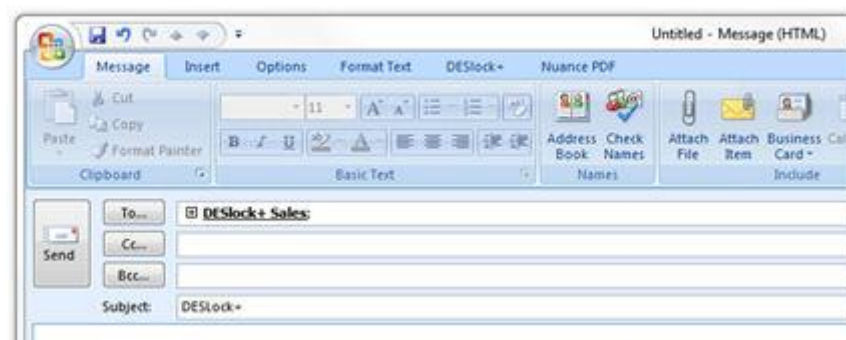 Untitled - Message (HTML)
Message Insert Options Format Text DESlock+ Nuance PDF
Cut
Copy
Paste
Format Painter
Clipboard
11
B I U
Basic Text
Address Book
Check Names
Names
Attach File
Attach Item
Business Card
Include
To...
DESlock+ Sales;
Cc...
Send
Bcc...
Subject: DESLock+